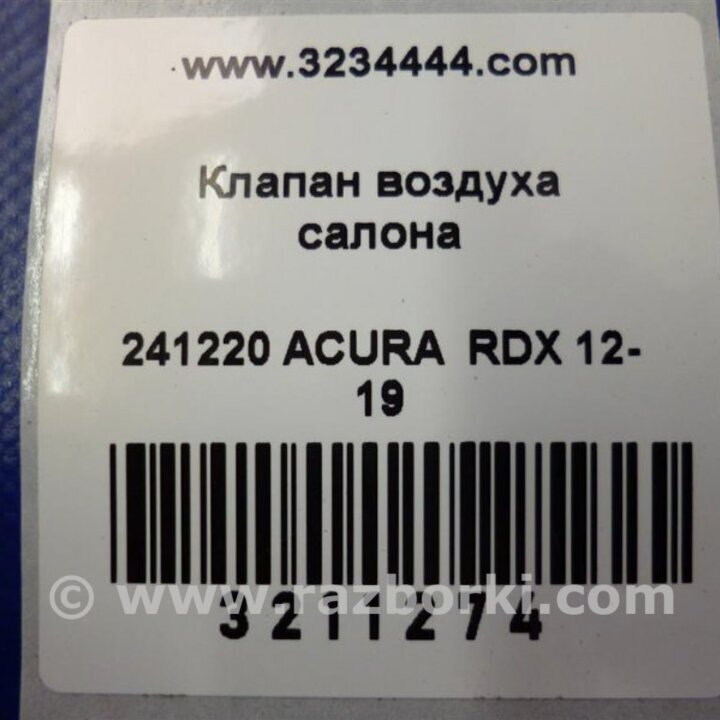 www.3234444.com
Клапан воздуха
салона
241220 ACURA RDX 12-
19
© www.razborki.com
3211274